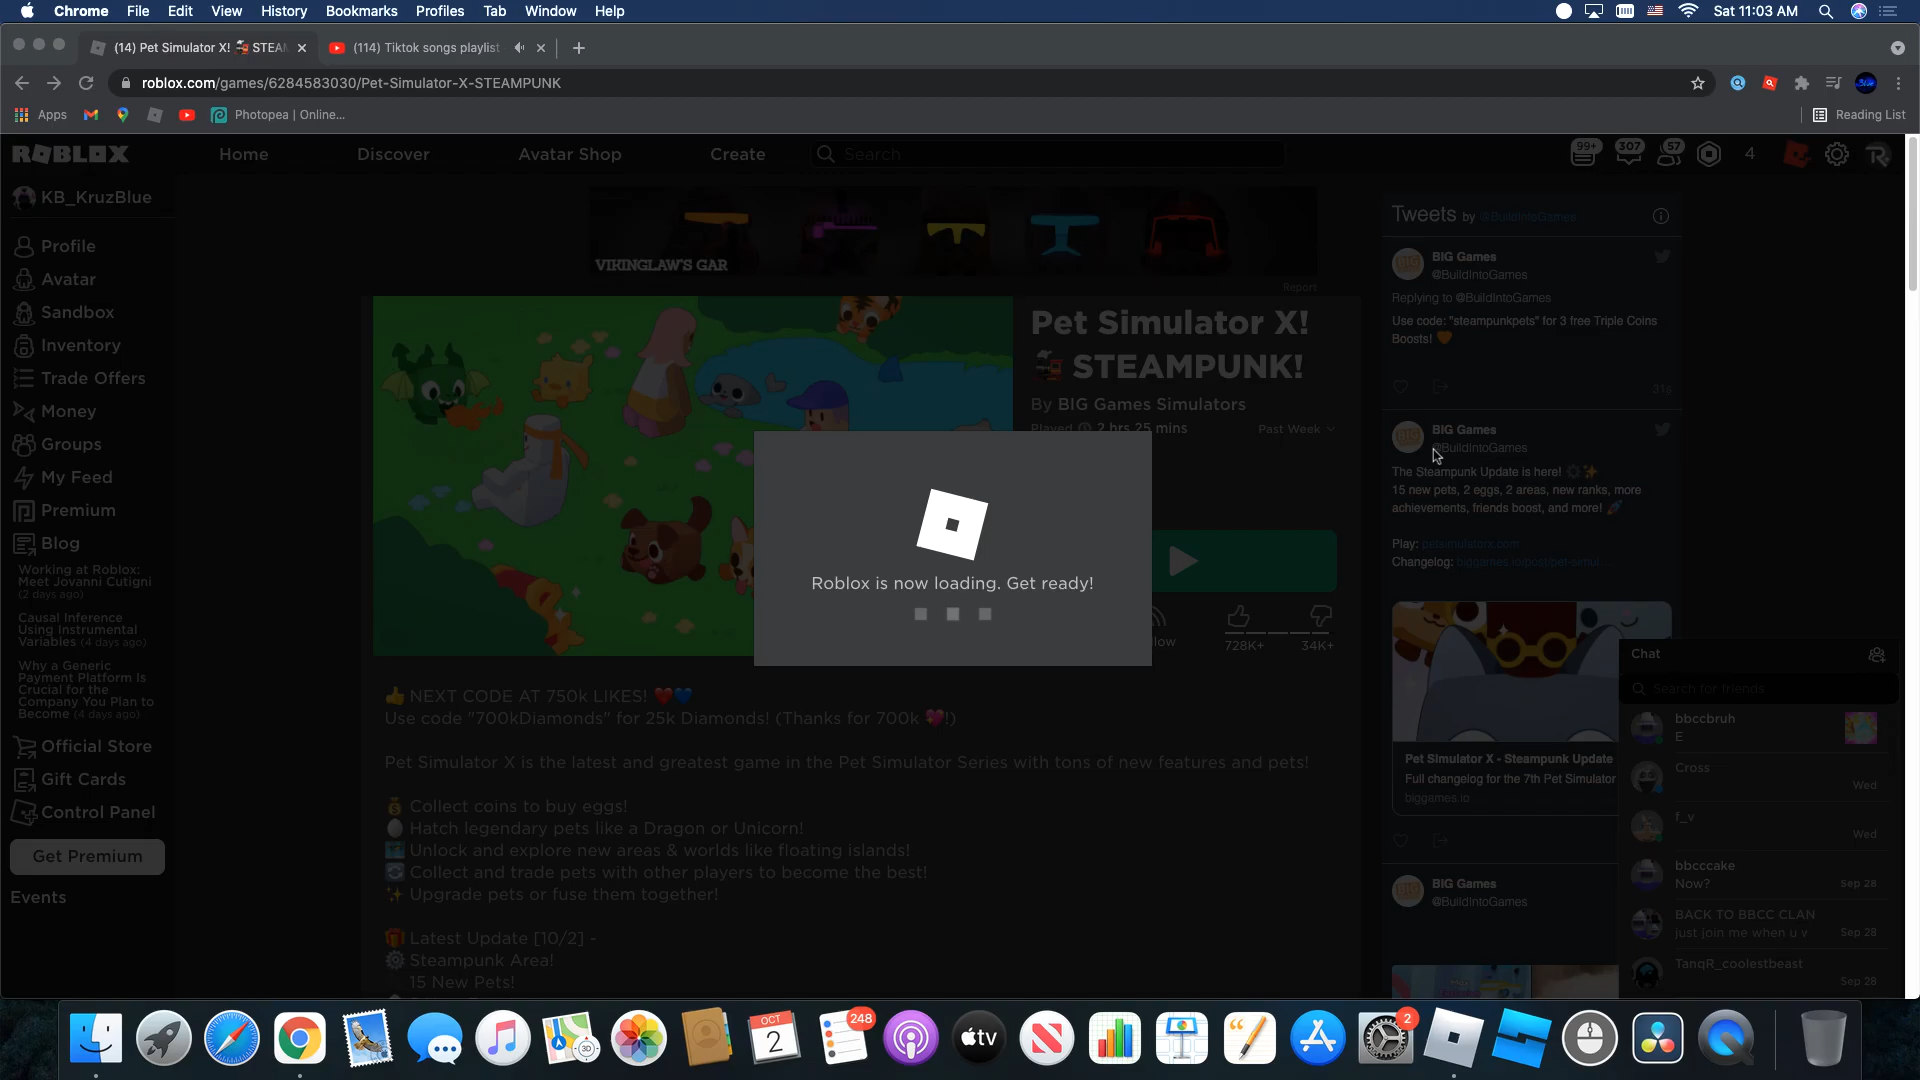 Chrome File Edit View History Bookmarks Profiles Tab Window Help
Sat 11:03 AM
(14) Pet Simulator X! 🚂 STEA
(114) Tiktok songs playlist
roblox.com/games/6284583030/Pet-Simulator-X-STEAMPUNK
Apps
Photopea | Online...
Reading List
ROBLOX
Home
Discover
Avatar Shop
Create
Search
99+
307
57
4
KB_KruzBlue
Profile
Avatar
Sandbox
Inventory
Trade Offers
Money
Groups
My Feed
Premium
Blog
Working at Roblox:
Meet Jovanni Cutigni
(2 days ago)
Causal Inference
Using Instrumental
Variables (4 days ago)
Why a Generic
Payment Platform Is
Crucial for the
Company You Plan to
Become (4 days ago)
Official Store
Gift Cards
Control Panel
Get Premium
Events
VIKINGLAW'S GAR
Report
Pet Simulator X!
🚂 STEAMPUNK!
By BIG Games Simulators
Played 2 hrs 25 mins
Past Week
Roblox is now loading. Get ready!
llow
728K+
34K+
👍 NEXT CODE AT 750k LIKES! ❤️💙
Use code "700kDiamonds" for 25k Diamonds! (Thanks for 700k 💖!)
Pet Simulator X is the latest and greatest game in the Pet Simulator Series with tons of new features and pets!
💰 Collect coins to buy eggs!
🥚 Hatch legendary pets like a Dragon or Unicorn!
🏝️ Unlock and explore new areas & worlds like floating islands!
🔄 Collect and trade pets with other players to become the best!
✨ Upgrade pets or fuse them together!
🎁 Latest Update [10/2] -
⚙️ Steampunk Area!
15 New Pets!
Tweets by @BuildIntoGames
BIG Games
@BuildIntoGames
Replying to @BuildIntoGames
Use code: "steampunkpets" for 3 free Triple Coins
Boosts! 🧡
31s
BIG Games
@BuildIntoGames
The Steampunk Update is here! ⚙️✨
15 new pets, 2 eggs, 2 areas, new ranks, more
achievements, friends boost, and more! 🚀
Play: petsimulatorx.com
Changelog: biggames.io/post/pet-simul...
Pet Simulator X - Steampunk Update
Full changelog for the 7th Pet Simulator
biggames.io
BIG Games
@BuildIntoGames
Chat
Search for friends
bbccbruh
E
Cross
Wed
f_v
Wed
bbcccake
Now?
Sep 28
BACK TO BBCC CLAN
just join me when u v
Sep 28
TanqR_coolestbeast
Sep 28
OCT
2
248
tv
2